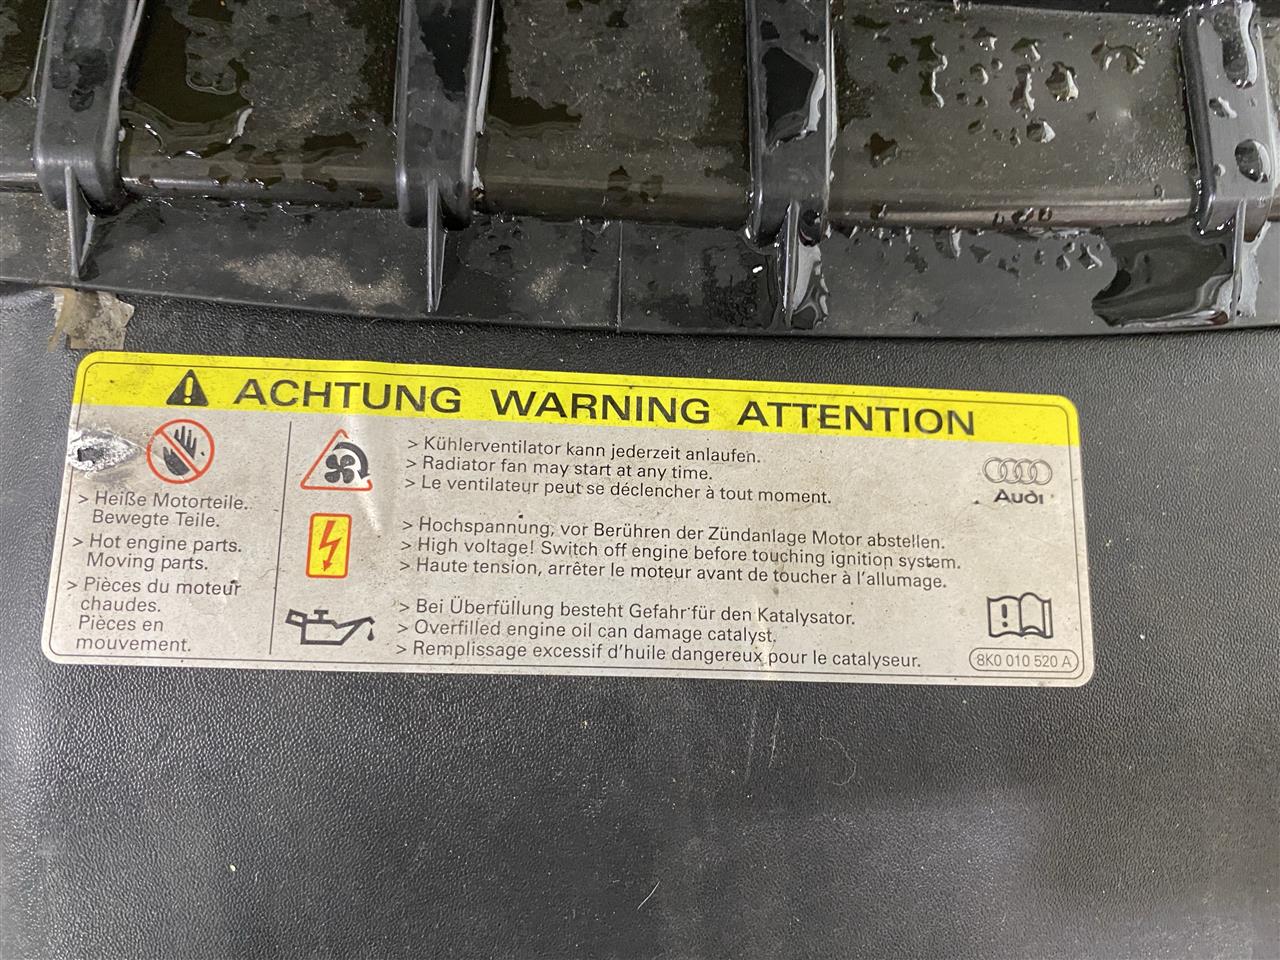 ACHTUNG WARNING ATTENTION
> Heiße Motorteile.
Bewegte Teile.
> Hot engine parts.
Moving parts.
> Pièces du moteur
chaudes.
Pièces en
mouvement.
> Kühlerventilator kann jederzeit anlaufen.
> Radiator fan may start at any time.
> Le ventilateur peut se déclencher à tout moment.
> Hochspannung, vor Berühren der Zündanlage Motor abstellen.
> High voltage! Switch off engine before touching ignition system.
> Haute tension, arrêter le moteur avant de toucher à l'allumage.
> Bei Überfüllung besteht Gefahr für den Katalysator.
> Overfilled engine oil can damage catalyst.
> Remplissage excessif d'huile dangereux pour le catalyseur.
Audi
8K0 010 520 A